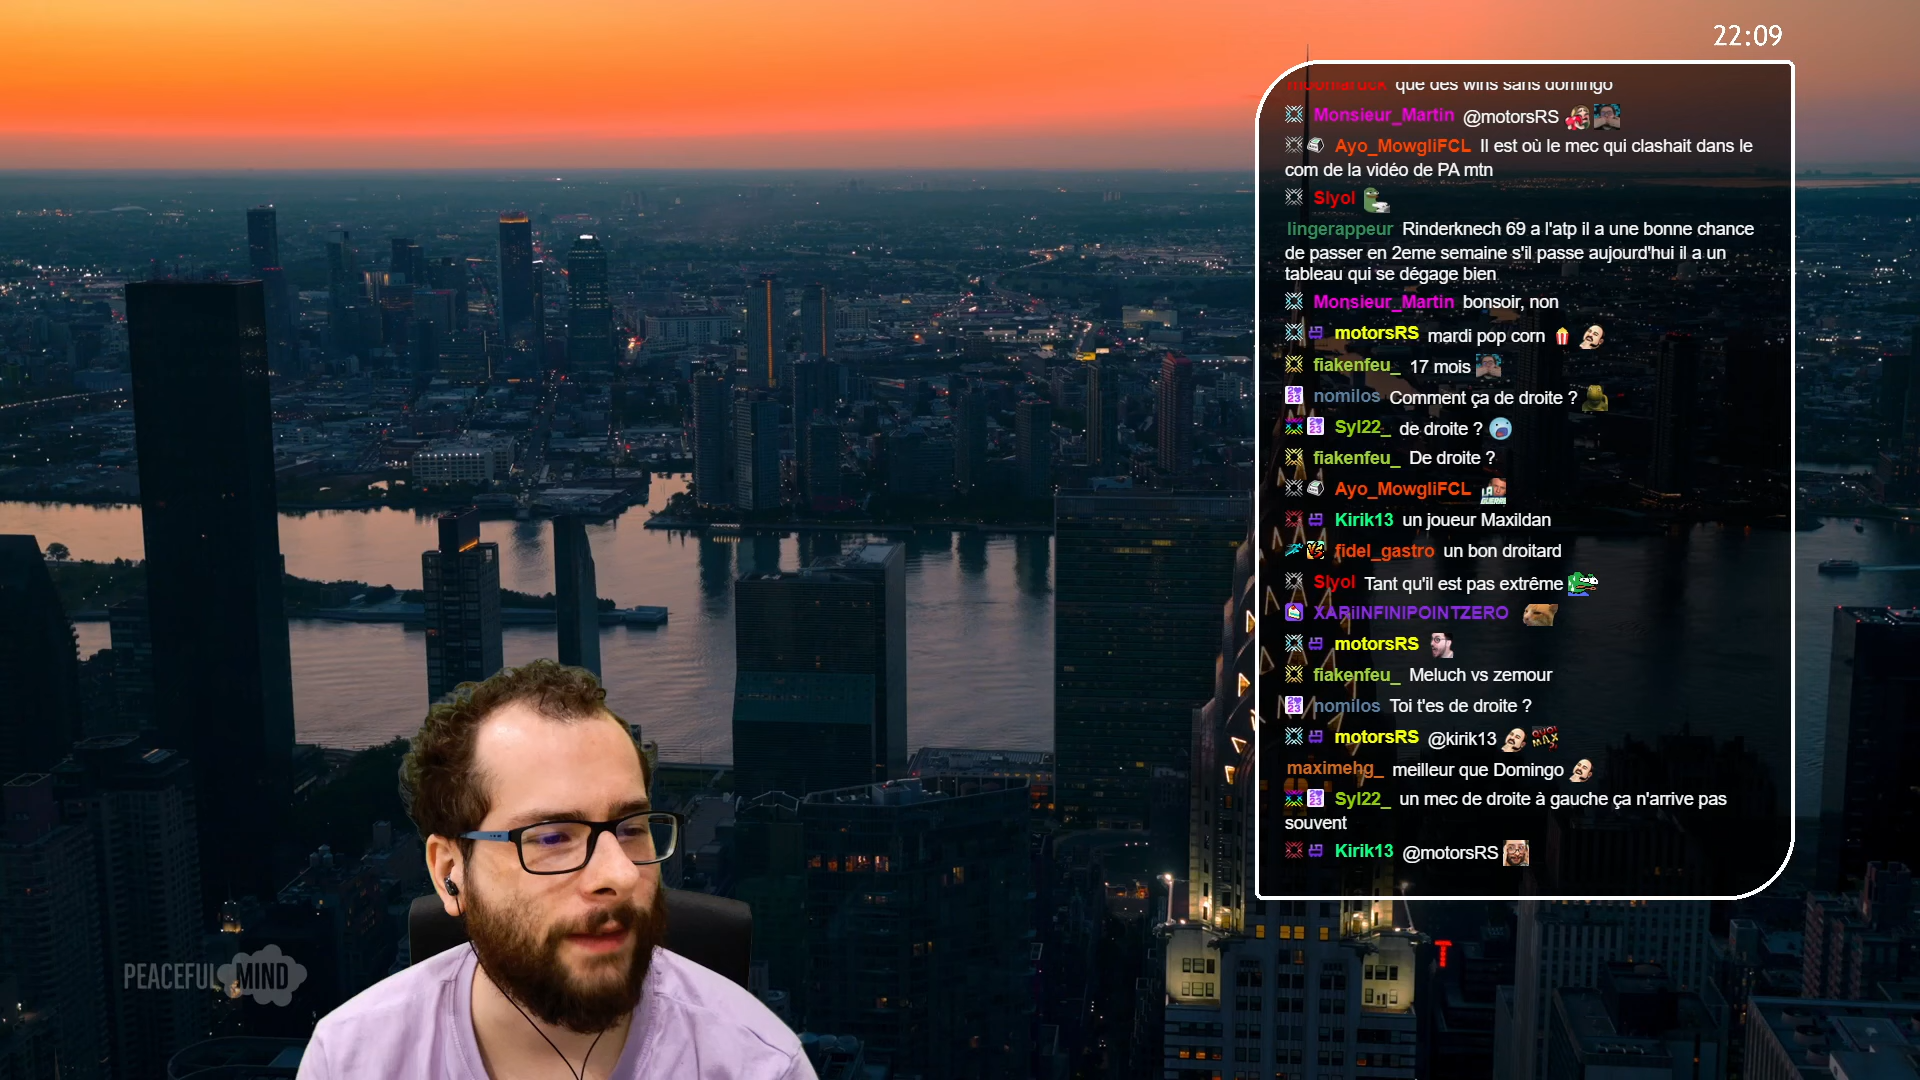 22:09
que des wins sans domingo
Monsieur_Martin @motorsRS
Ayo_MowgliFCL Il est où le mec qui clashait dans le
com de la vidéo de PA mtn
Slyol
lingerappeur Rinderknech 69 a l'atp il a une bonne chance
de passer en 2eme semaine s'il passe aujourd'hui il a un
tableau qui se dégage bien
Monsieur_Martin bonsoir, non
motorsRS mardi pop corn
fiakenfeu_ 17 mois
nomilos Comment ça de droite ?
Syl22_ de droite ?
fiakenfeu_ De droite ?
Ayo_MowgliFCL
Kirik13 un joueur Maxildan
fidel_gastro un bon droitard
Slyol Tant qu'il est pas extrême
XARiINFINIPOINTZERO
motorsRS
fiakenfeu_ Meluch vs zemour
nomilos Toi t'es de droite ?
motorsRS @kirik13 QUOI MAX
maximehg_ meilleur que Domingo
Syl22_ un mec de droite à gauche ça n'arrive pas
souvent
Kirik13 @motorsRS
PEACEFUL MIND